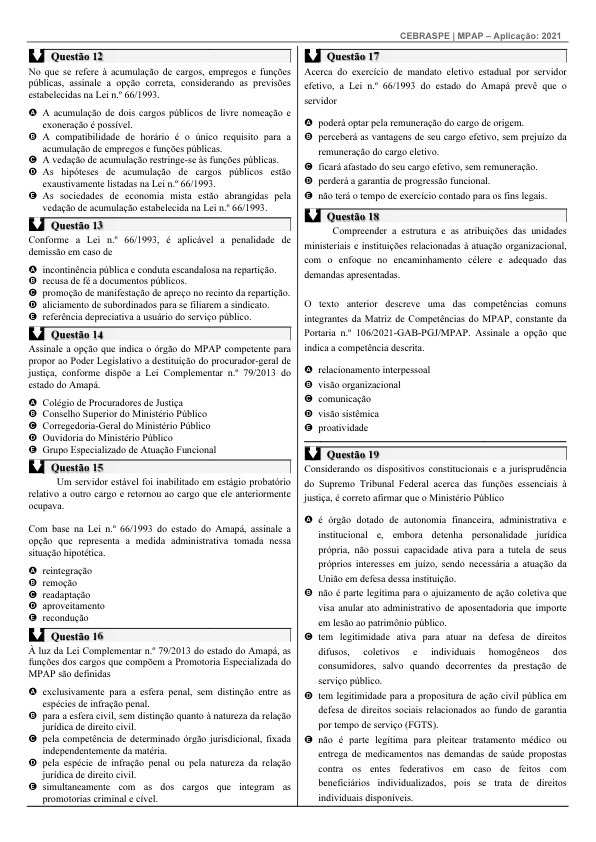 CEBRASPE | MPAP – Aplicação: 2021
Questão 12
No que se refere à acumulação de cargos, empregos e funções
públicas, assinale a opção correta, considerando as previsões
estabelecidas na Lei n.º 66/1993.
A A acumulação de dois cargos públicos de livre nomeação e
exoneração é possível.
B A compatibilidade de horário é o único requisito para a
acumulação de empregos e funções públicas.
C A vedação de acumulação restringe-se às funções públicas.
D As hipóteses de acumulação de cargos públicos estão
exaustivamente listadas na Lei n.º 66/1993.
E As sociedades de economia mista estão abrangidas pela
vedação de acumulação estabelecida na Lei n.º 66/1993.
Questão 13
Conforme a Lei n.º 66/1993, é aplicável a penalidade de
demissão em caso de
A incontinência pública e conduta escandalosa na repartição.
B recusa de fé a documentos públicos.
C promoção de manifestação de apreço no recinto da repartição.
D aliciamento de subordinados para se filiarem a sindicato.
E referência depreciativa a usuário do serviço público.
Questão 14
Assinale a opção que indica o órgão do MPAP competente para
propor ao Poder Legislativo a destituição do procurador-geral de
justiça, conforme dispõe a Lei Complementar n.º 79/2013 do
estado do Amapá.
A Colégio de Procuradores de Justiça
B Conselho Superior do Ministério Público
C Corregedoria-Geral do Ministério Público
D Ouvidoria do Ministério Público
E Grupo Especializado de Atuação Funcional
Questão 15
Um servidor estável foi inabilitado em estágio probatório
relativo a outro cargo e retornou ao cargo que ele anteriormente
ocupava.
Com base na Lei n.º 66/1993 do estado do Amapá, assinale a
opção que representa a medida administrativa tomada nessa
situação hipotética.
A reintegração
B remoção
C readaptação
D aproveitamento
E recondução
Questão 16
À luz da Lei Complementar n.º 79/2013 do estado do Amapá, as
funções dos cargos que compõem a Promotoria Especializada do
MPAP são definidas
A exclusivamente para a esfera penal, sem distinção entre as
espécies de infração penal.
B para a esfera civil, sem distinção quanto à natureza da relação
jurídica de direito civil.
C pela competência de determinado órgão jurisdicional, fixada
independentemente da matéria.
D pela espécie de infração penal ou pela natureza da relação
jurídica de direito civil.
E simultaneamente com as dos cargos que integram as
promotorias criminal e cível.
Questão 17
Acerca do exercício de mandato eletivo estadual por servidor
efetivo, a Lei n.º 66/1993 do estado do Amapá prevê que o
servidor
A poderá optar pela remuneração do cargo de origem.
B perceberá as vantagens de seu cargo efetivo, sem prejuízo da
remuneração do cargo eletivo.
C ficará afastado do seu cargo efetivo, sem remuneração.
D perderá a garantia de progressão funcional.
E não terá o tempo de exercício contado para os fins legais.
Questão 18
Compreender a estrutura e as atribuições das unidades
ministeriais e instituições relacionadas à atuação organizacional,
com o enfoque no encaminhamento célere e adequado das
demandas apresentadas.
O texto anterior descreve uma das competências comuns
integrantes da Matriz de Competências do MPAP, constante da
Portaria n.º 106/2021-GAB-PGJ/MPAP. Assinale a opção que
indica a competência descrita.
A relacionamento interpessoal
B visão organizacional
C comunicação
D visão sistêmica
E proatividade
Questão 19
Considerando os dispositivos constitucionais e a jurisprudência
do Supremo Tribunal Federal acerca das funções essenciais à
justiça, é correto afirmar que o Ministério Público
A é órgão dotado de autonomia financeira, administrativa e
institucional e, embora detenha personalidade jurídica
própria, não possui capacidade ativa para a tutela de seus
próprios interesses em juízo, sendo necessária a atuação da
União em defesa dessa instituição.
B não é parte legítima para o ajuizamento de ação coletiva que
visa anular ato administrativo de aposentadoria que importe
em lesão ao patrimônio público.
C tem legitimidade ativa para atuar na defesa de direitos
difusos, coletivos e individuais homogêneos dos
consumidores, salvo quando decorrentes da prestação de
serviço público.
D tem legitimidade para a propositura de ação civil pública em
defesa de direitos sociais relacionados ao fundo de garantia
por tempo de serviço (FGTS).
E não é parte legítima para pleitear tratamento médico ou
entrega de medicamentos nas demandas de saúde propostas
contra os entes federativos em caso de feitos com
beneficiários individualizados, pois se trata de direitos
individuais disponíveis.